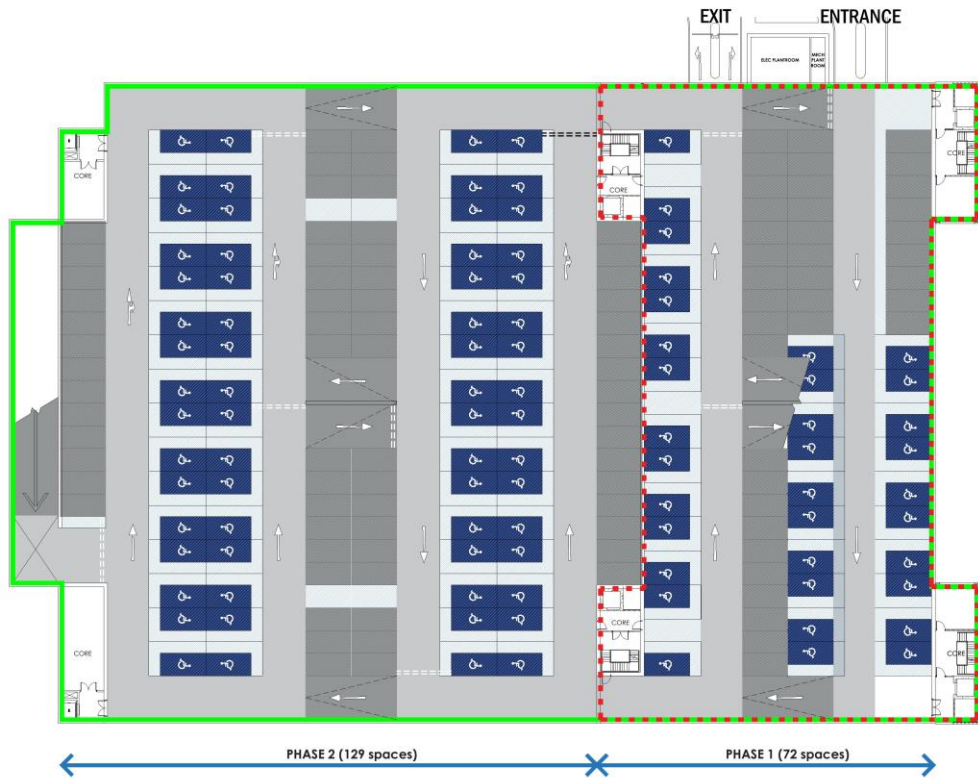 EXIT
ENTRANCE
ELEC PLANTROOM
MECH PLANT ROOM
CORE
CORE
CORE
CORE
CORE
CORE
PHASE 2 (129 spaces)
PHASE 1 (72 spaces)